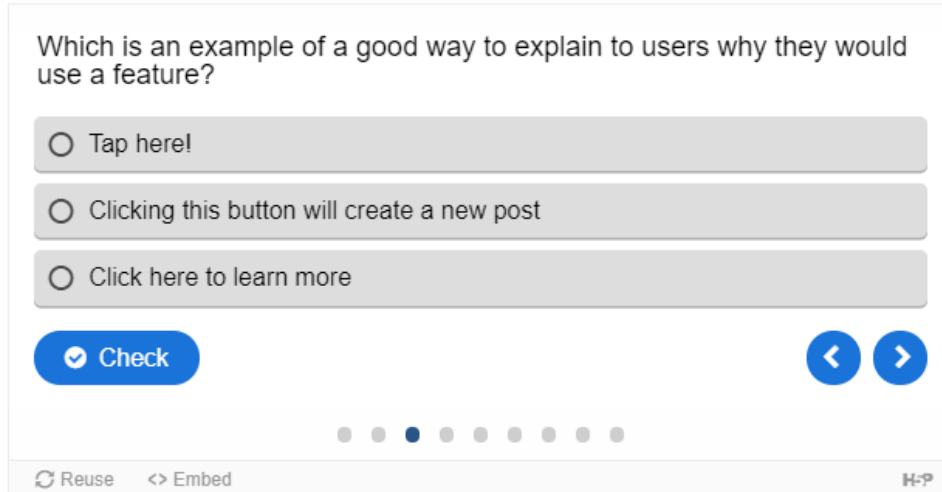 Which is an example of a good way to explain to users why they would
use a feature?
Tap here!
Clicking this button will create a new post
Click here to learn more
Check
Reuse <> Embed
H5P